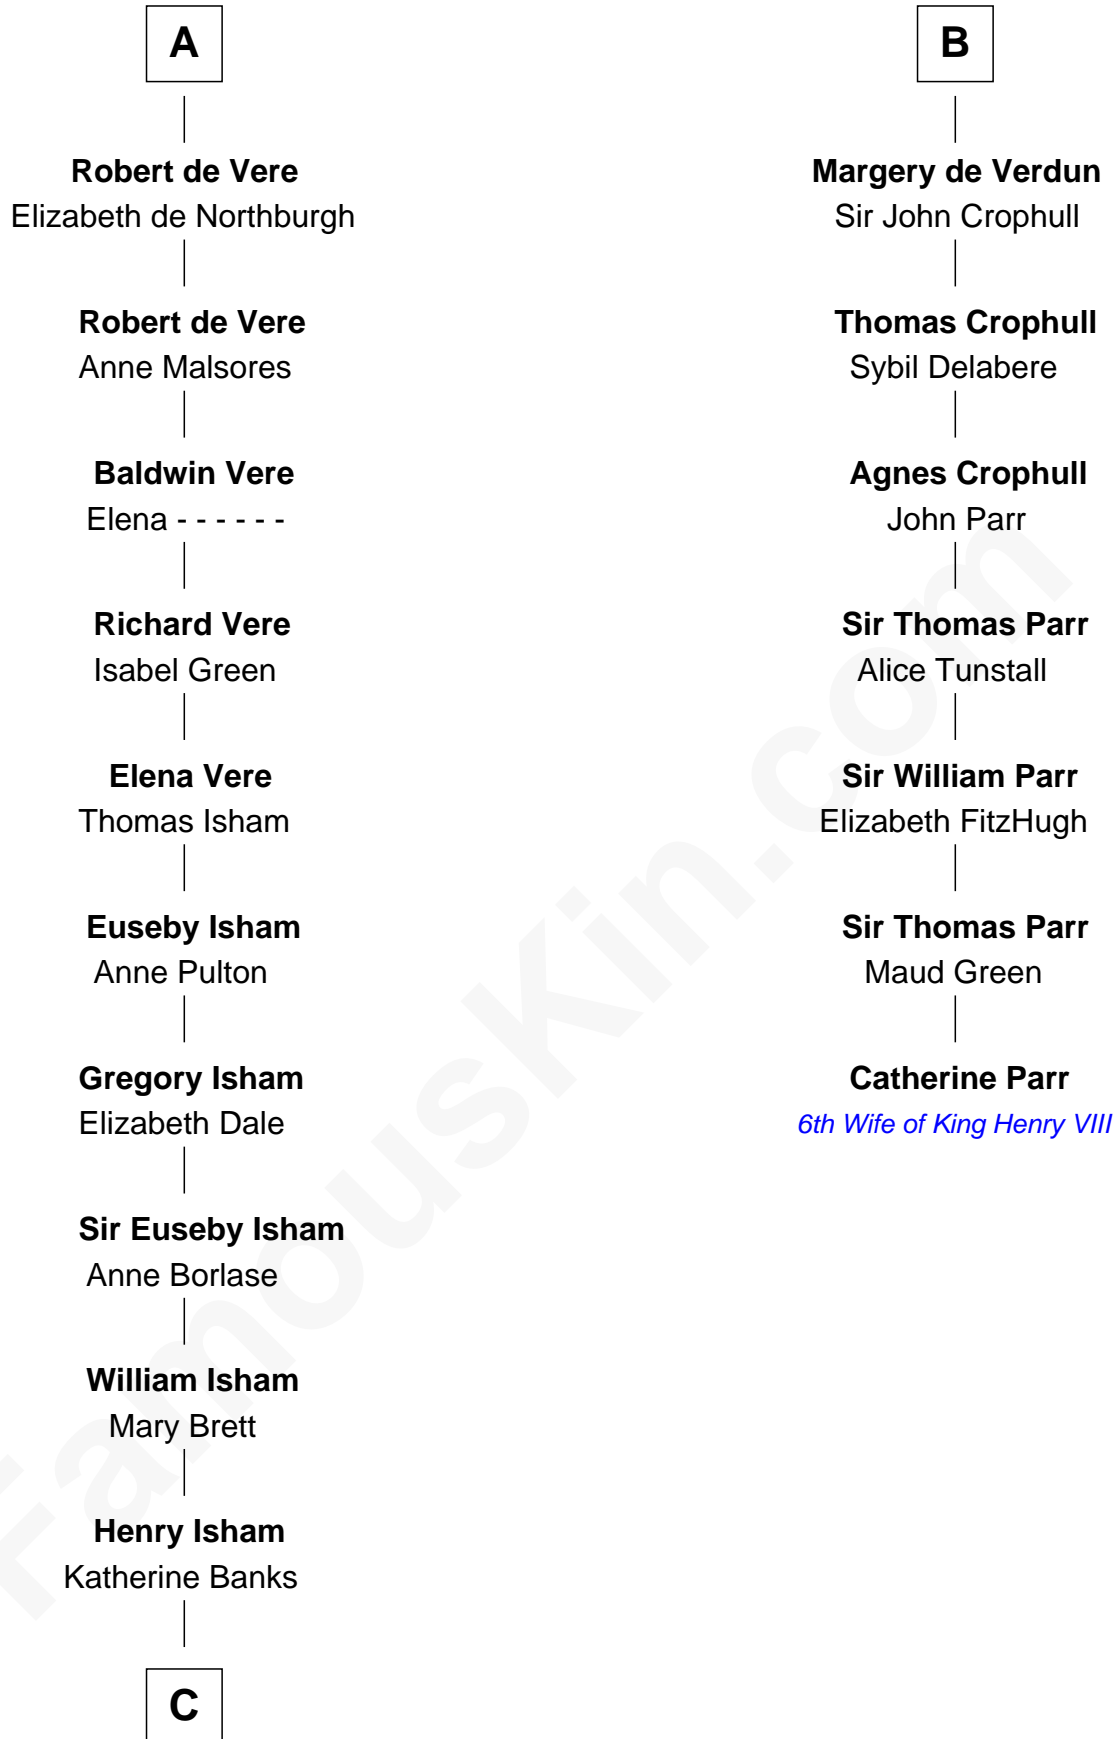 A
Robert de Vere
Elizabeth de Northburgh
Robert de Vere
Anne Malsores
Baldwin Vere
Elena - - - - - -
Richard Vere
Isabel Green
Elena Vere
Thomas Isham
Euseby Isham
Anne Pulton
Gregory Isham
Elizabeth Dale
Sir Euseby Isham
Anne Borlase
William Isham
Mary Brett
Henry Isham
Katherine Banks
C
B
Margery de Verdun
Sir John Crophull
Thomas Crophull
Sybil Delabere
Agnes Crophull
John Parr
Sir Thomas Parr
Alice Tunstall
Sir William Parr
Elizabeth FitzHugh
Sir Thomas Parr
Maud Green
Catherine Parr
6th Wife of King Henry VIII
FamousKin.com